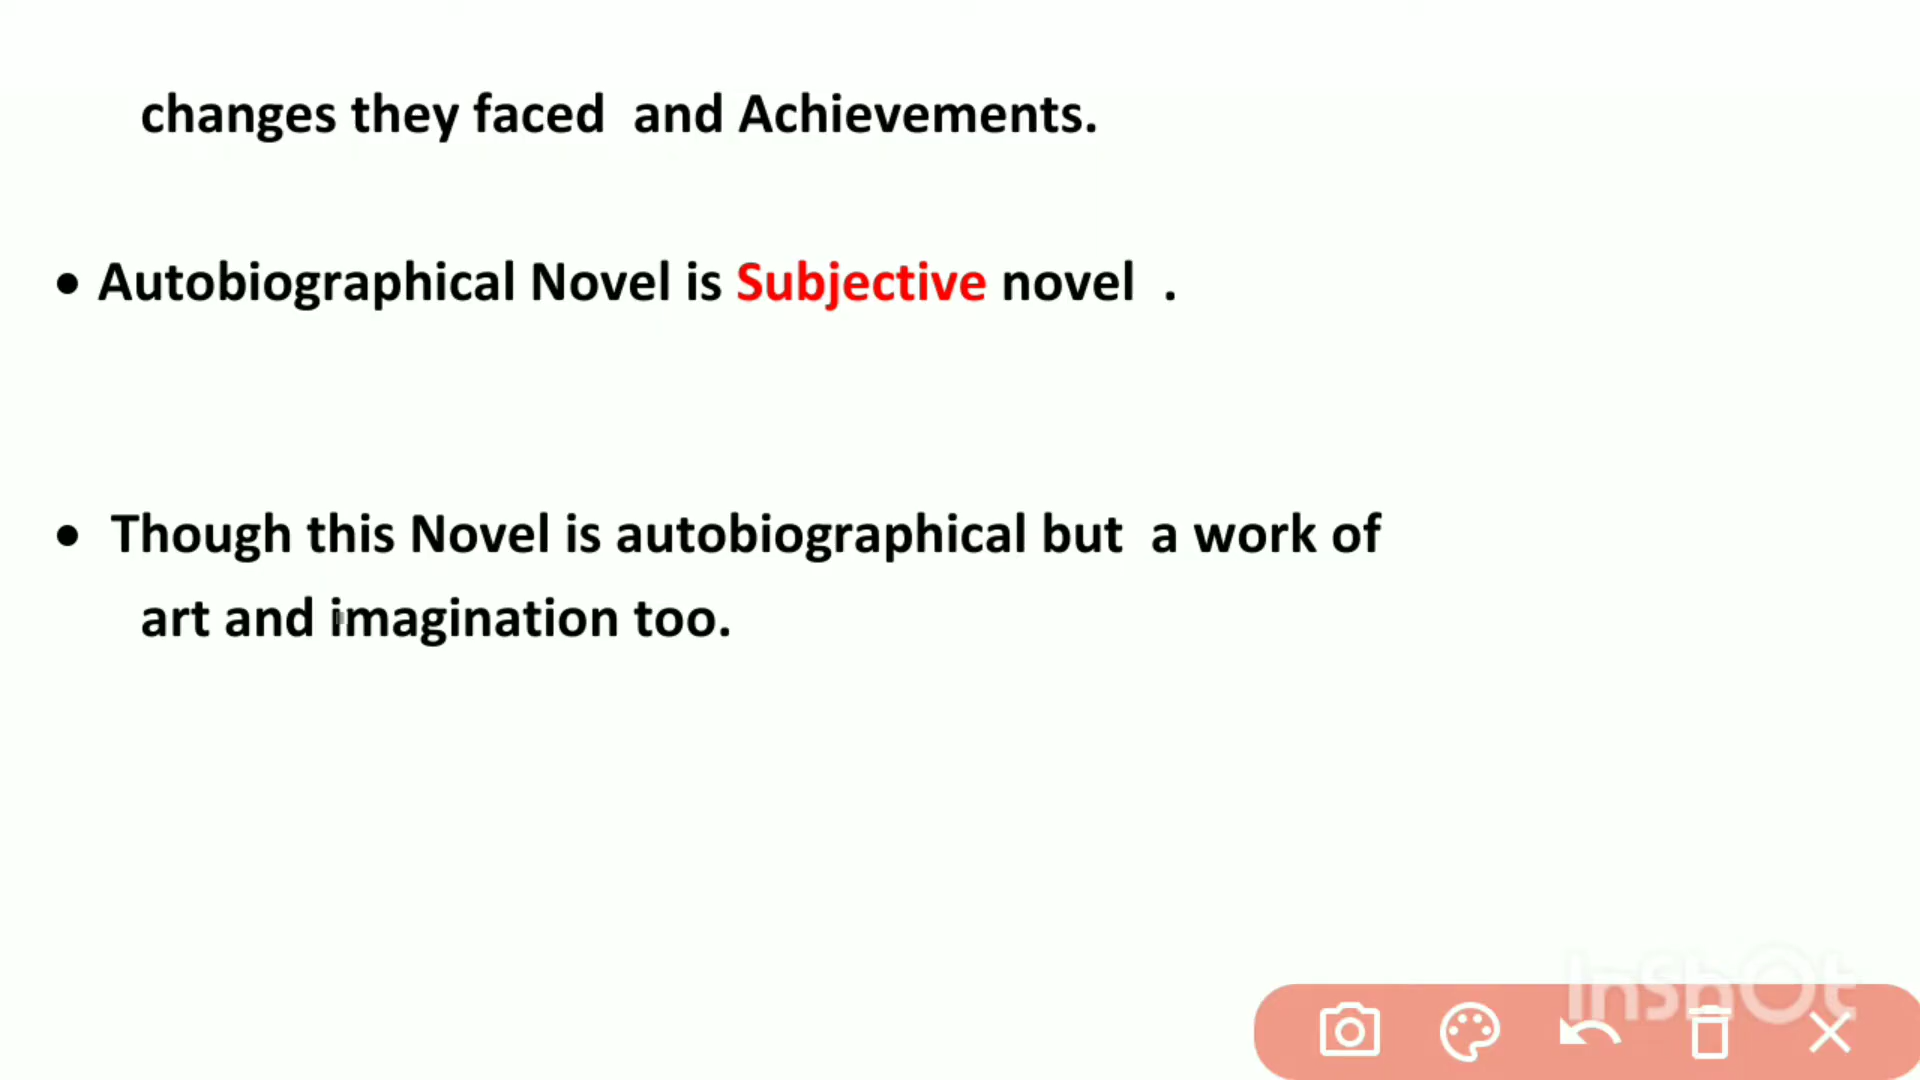 changes they faced and Achievements.
• Autobiographical Novel is Subjective novel .
• Though this Novel is autobiographical but a work of
art and imagination too.
InShOt